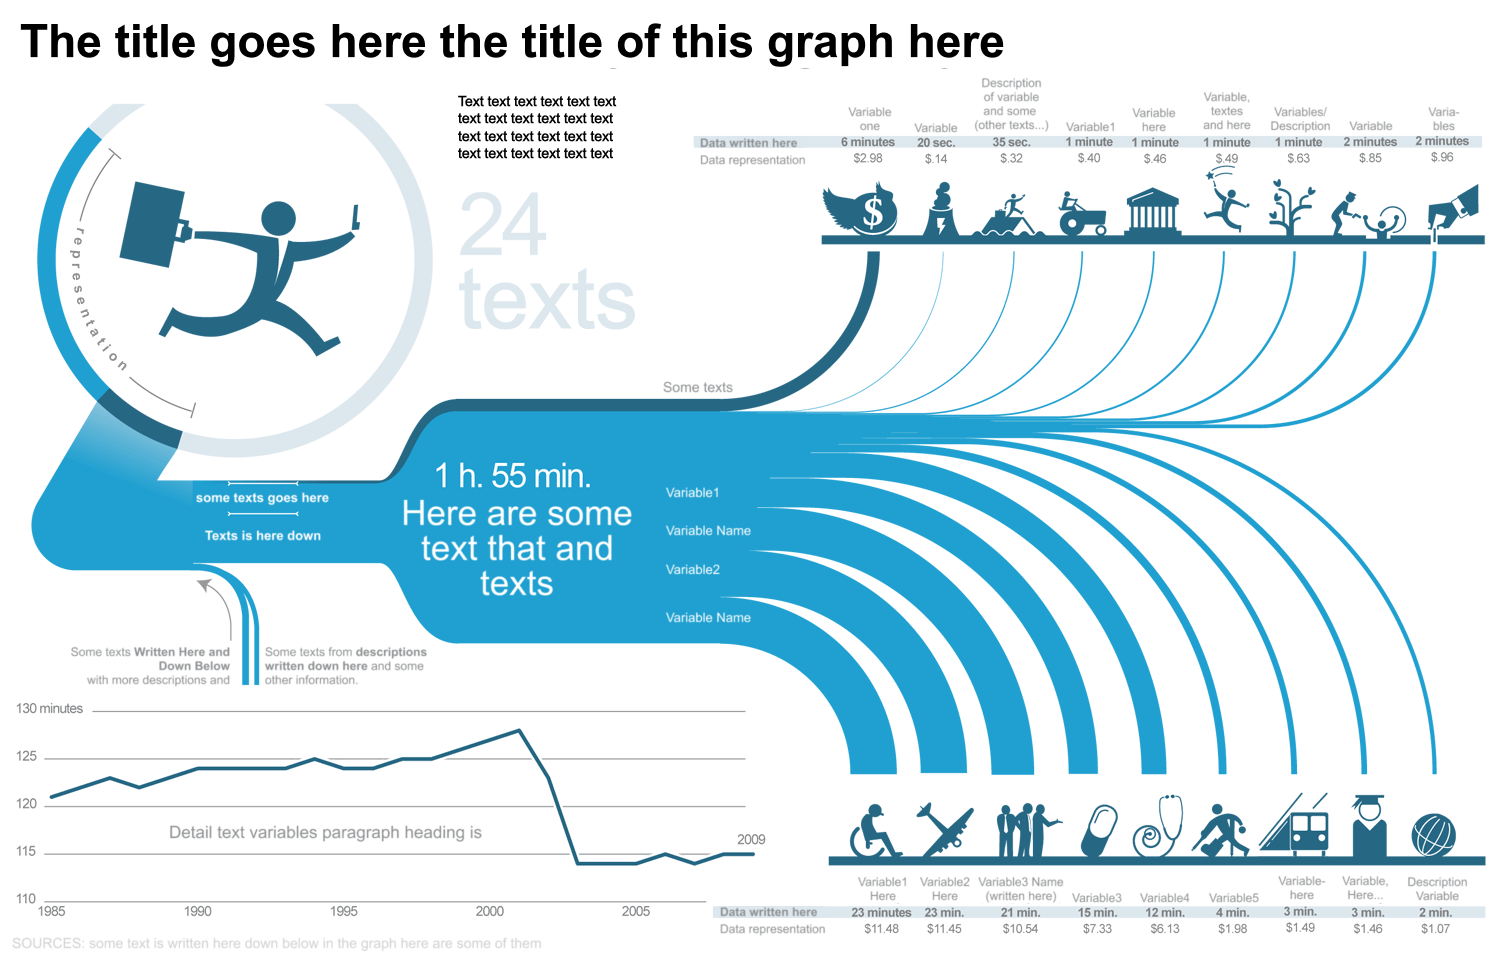 The title goes here the title of this graph here
Text text text text text text
text text text text text text
text text text text text text
text text text text text text
24
texts
representation
Variable
one
Variable
Description
of variable
and some
(other texts...)
Variable1
Variable
here
Variable,
textes
and here
Variables/
Description
Variable
Varia-
bles
Data written here 6 minutes 20 sec. 35 sec. 1 minute 1 minute 1 minute 1 minute 2 minutes 2 minutes
Data representation $2.98 $.14 $.32 $.40 $.46 $.49 $.63 $.85 $.96
$
Some texts
1 h. 55 min.
Here are some
text that and
texts
Variable1
Variable Name
Variable2
Variable Name
some texts goes here
Texts is here down
Some texts Written Here and
Down Below
with more descriptions and
Some texts from descriptions
written down here and some
other information.
130 minutes
125
120
115
110
Detail text variables paragraph heading is
2009
1985 1990 1995 2000 2005
Variable1
Here
Variable2
Here
Variable3 Name
(written here)
Variable3
Variable4
Variable5
Variable-
here
Variable,
Here...
Description
Variable
Data written here 23 minutes 23 min. 21 min. 15 min. 12 min. 4 min. 3 min. 3 min. 2 min.
Data representation $11.48 $11.45 $10.54 $7.33 $6.13 $1.98 $1.49 $1.46 $1.07
SOURCES: some text is written here down below in the graph here are some of them